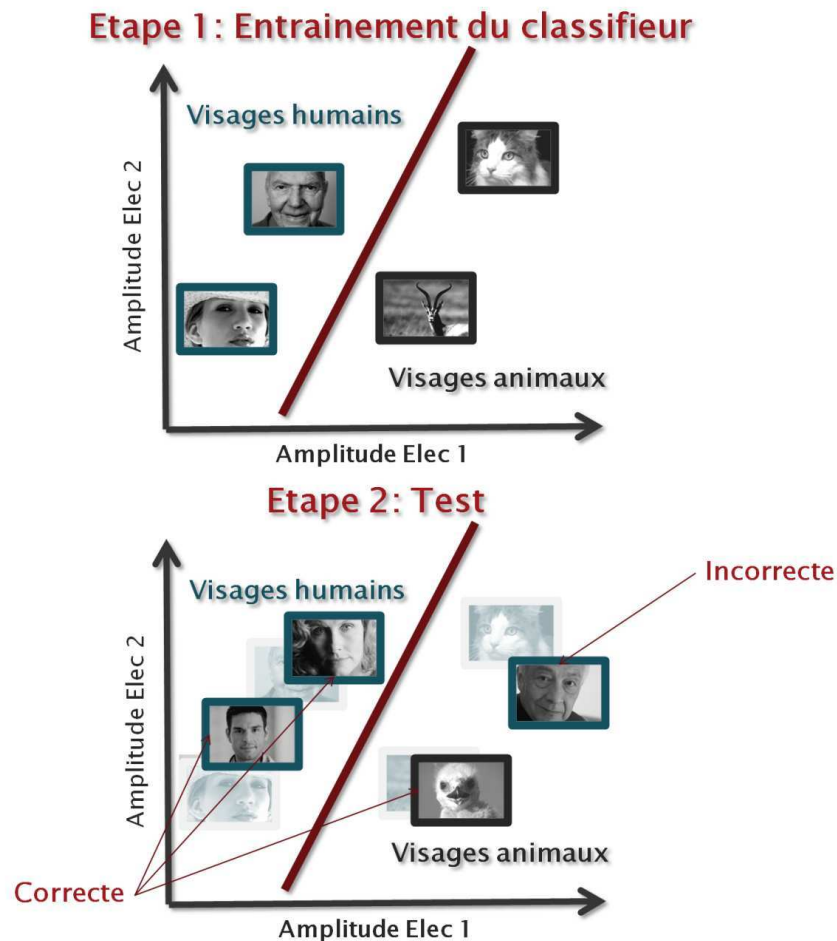 Etape 1: Entrainement du classifieur
Visages humains
Amplitude Elec 2
Visages animaux
Amplitude Elec 1
Etape 2: Test
Incorrecte
Visages humains
Amplitude Elec 2
Visages animaux
Correcte
Amplitude Elec 1